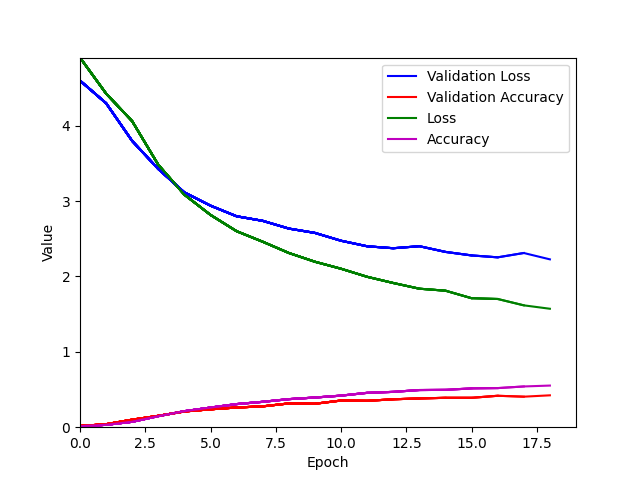 Validation Loss
Validation Accuracy
Loss
Accuracy
4
3
2
1
0
Value
0.0 2.5 5.0 7.5 10.0 12.5 15.0 17.5
Epoch